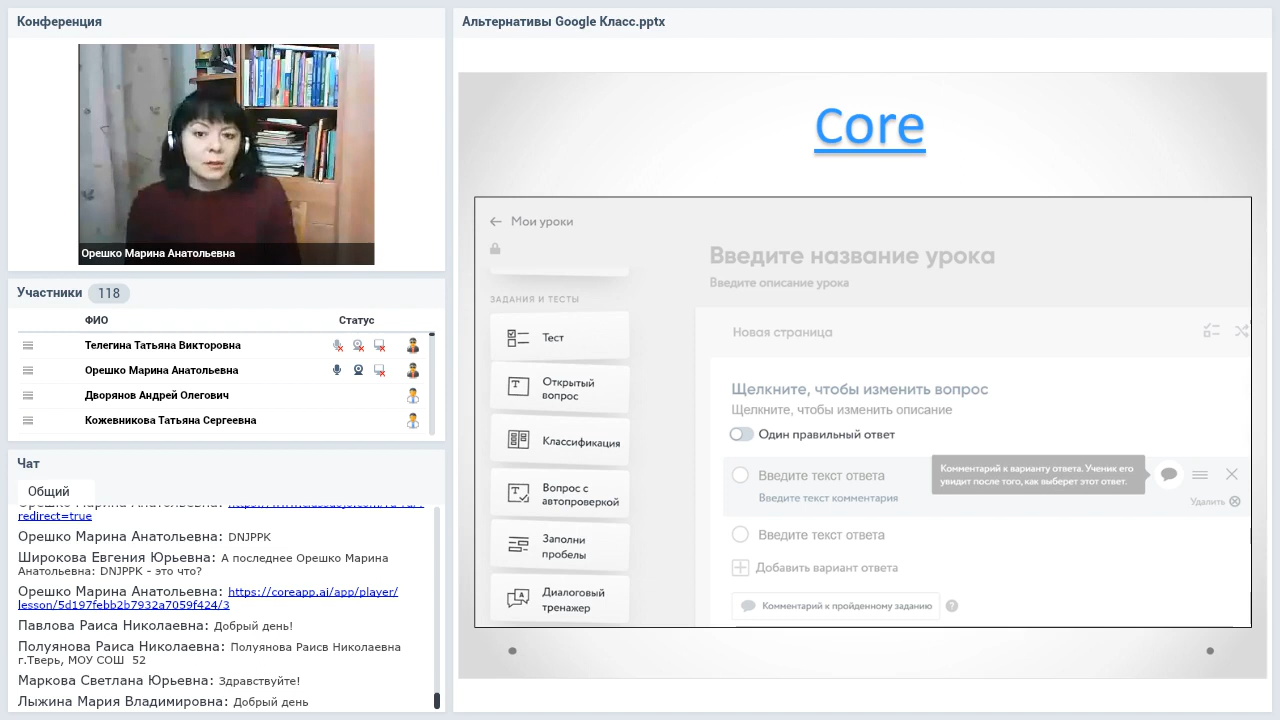 Конференция
Орешко Марина Анатольевна
Участники 118
ФИО Статус
Телегина Татьяна Викторовна
Орешко Марина Анатольевна
Дворянов Андрей Олегович
Кожевникова Татьяна Сергеевна
Чат
Общий
redirect=true
Орешко Марина Анатольевна: DNJPPK
Широкова Евгения Юрьевна: А последнее Орешко Марина
Анатольевна: DNJPPK - это что?
Орешко Марина Анатольевна: https://coreapp.ai/app/player/
lesson/5d197febb2b7932a7059f424/3
Павлова Раиса Николаевна: Добрый день!
Полуянова Раиса Николаевна: Полуянова Раисв Николаевна
г.Тверь, МОУ СОШ 52
Маркова Светлана Юрьевна: Здравствуйте!
Лыжина Мария Владимировна: Добрый день
Альтернативы Google Класс.pptx
Core
Мои уроки
ЗАДАНИЯ И ТЕСТЫ
Тест
Открытый
вопрос
Классификация
Вопрос с
автопроверкой
Заполни
пробелы
Диалоговый
тренажер
Введите название урока
Введите описание урока
Новая страница
Щелкните, чтобы изменить вопрос
Щелкните, чтобы изменить описание
Один правильный ответ
Введите текст ответа
Введите текст комментария
Комментарий к варианту ответа. Ученик его
увидит после того, как выберет этот ответ.
Удалить
Введите текст ответа
Добавить вариант ответа
Комментарий к пройденному заданию